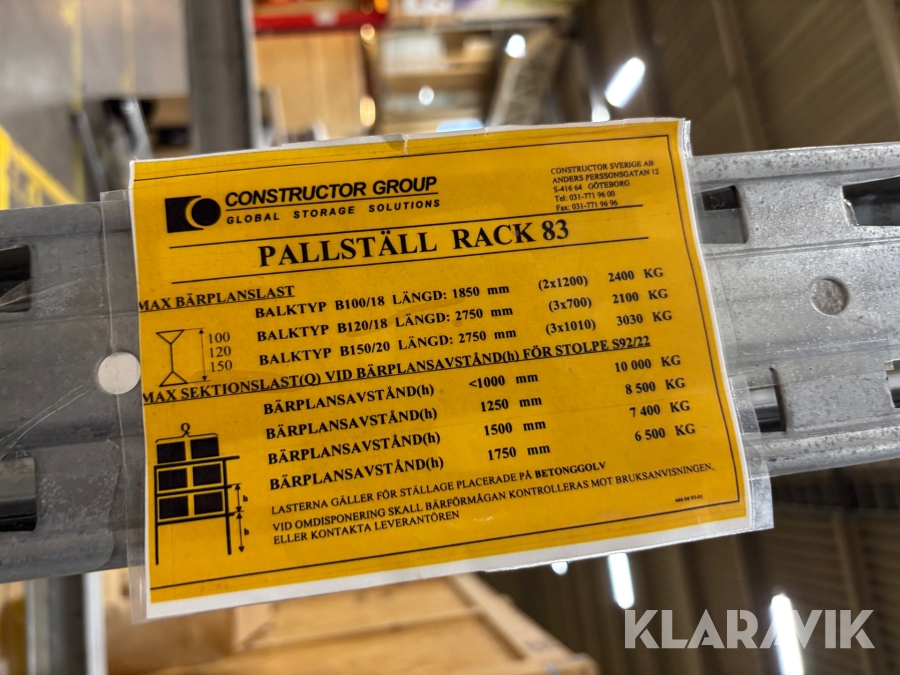 CONSTRUCTOR GROUP
GLOBAL STORAGE SOLUTIONS
CONSTRUCTOR SVERIGE AB
ANDERS PERSSONSGATAN 12
S-416 64 GÖTEBORG
Tel: 031-771 96 00
Fax: 031-771 96 96
PALLSTÄLL RACK 83
MAX BÄRPLANSLAST
BALKTYP B100/18 LÄNGD: 1850 mm (2x1200) 2400 KG
BALKTYP B120/18 LÄNGD: 2750 mm (3x700) 2100 KG
BALKTYP B150/20 LÄNGD: 2750 mm (3x1010) 3030 KG
100
120
150
MAX SEKTIONSLAST(Q) VID BÄRPLANSAVSTÅND(h) FÖR STOLPE S92/22
BÄRPLANSAVSTÅND(h) <1000 mm 10 000 KG
BÄRPLANSAVSTÅND(h) 1250 mm 8 500 KG
BÄRPLANSAVSTÅND(h) 1500 mm 7 400 KG
BÄRPLANSAVSTÅND(h) 1750 mm 6 500 KG
h
h
LASTERNA GÄLLER FÖR STÄLLAGE PLACERADE PÅ BETONGGOLV
VID OMDISPONERING SKALL BÄRFÖRMÅGAN KONTROLLERAS MOT BRUKSANVISNINGEN,
ELLER KONTAKTA LEVERANTÖREN
KLARAVIK